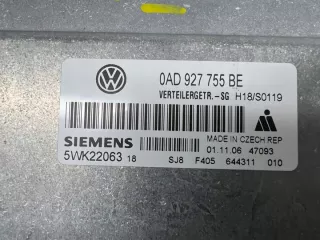 0AD 927 755 BE
VERTEILERGETR.-SG H18/S0119
SIEMENS
MADE IN CZECH REP
5WK22063 18
01.11.06 47093
SJ8 F405 644311 010